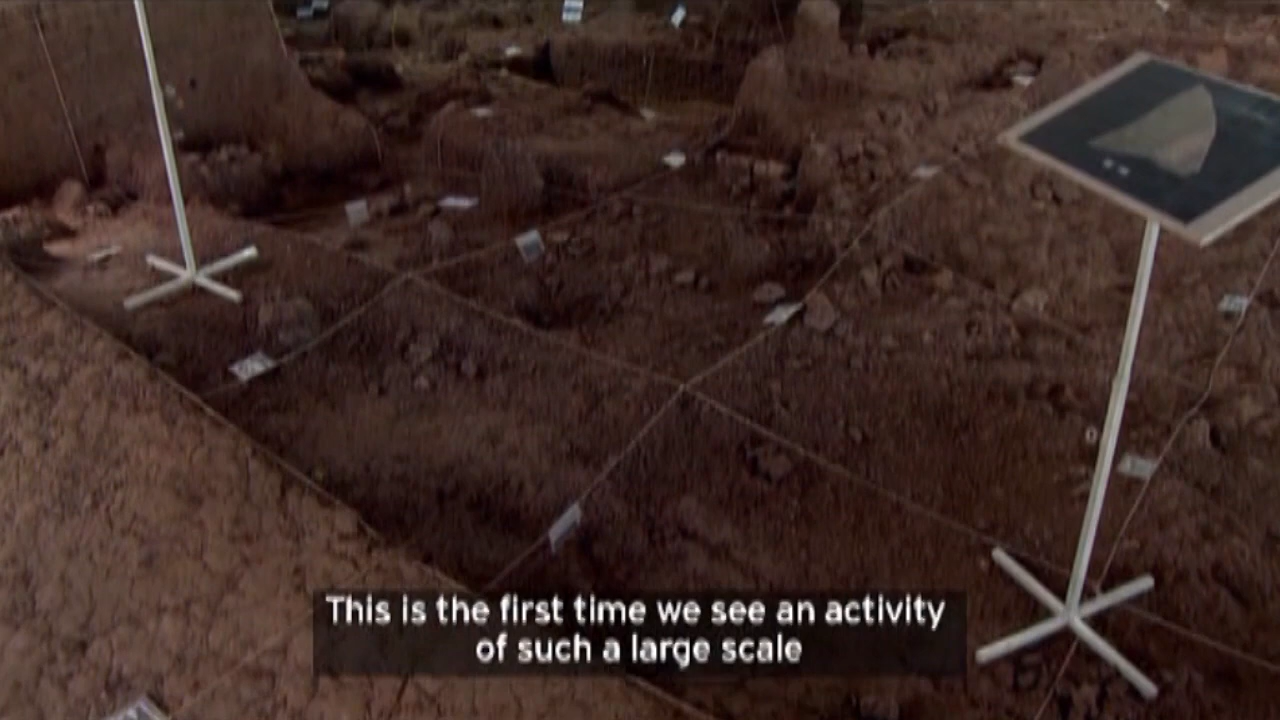 This is the first time we see an activity
of such a large scale